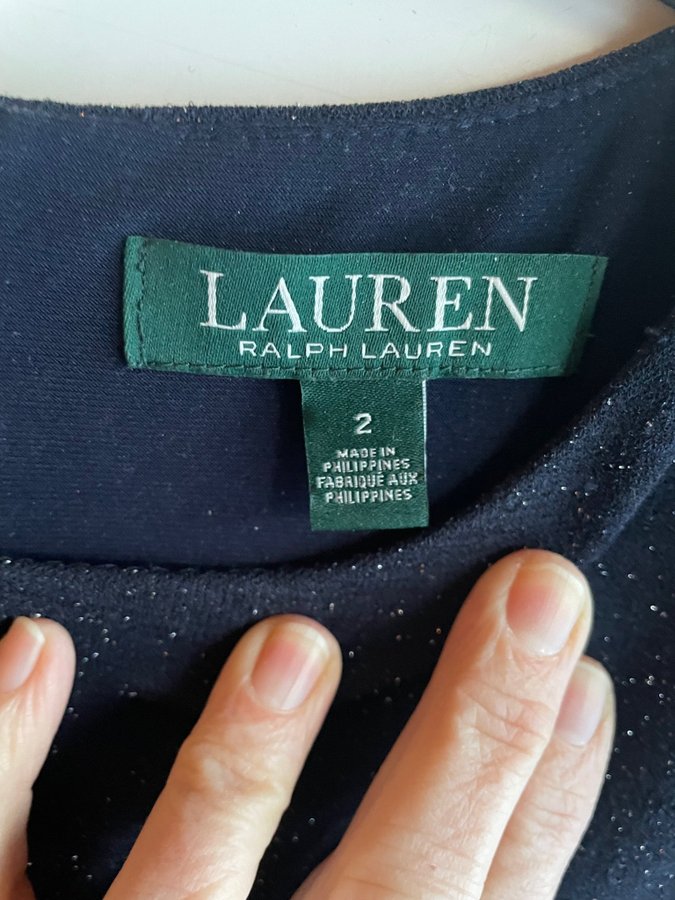 LAUREN
RALPH LAUREN
2
MADE IN
PHILIPPINES
FABRIQUÉ AUX
PHILIPPINES